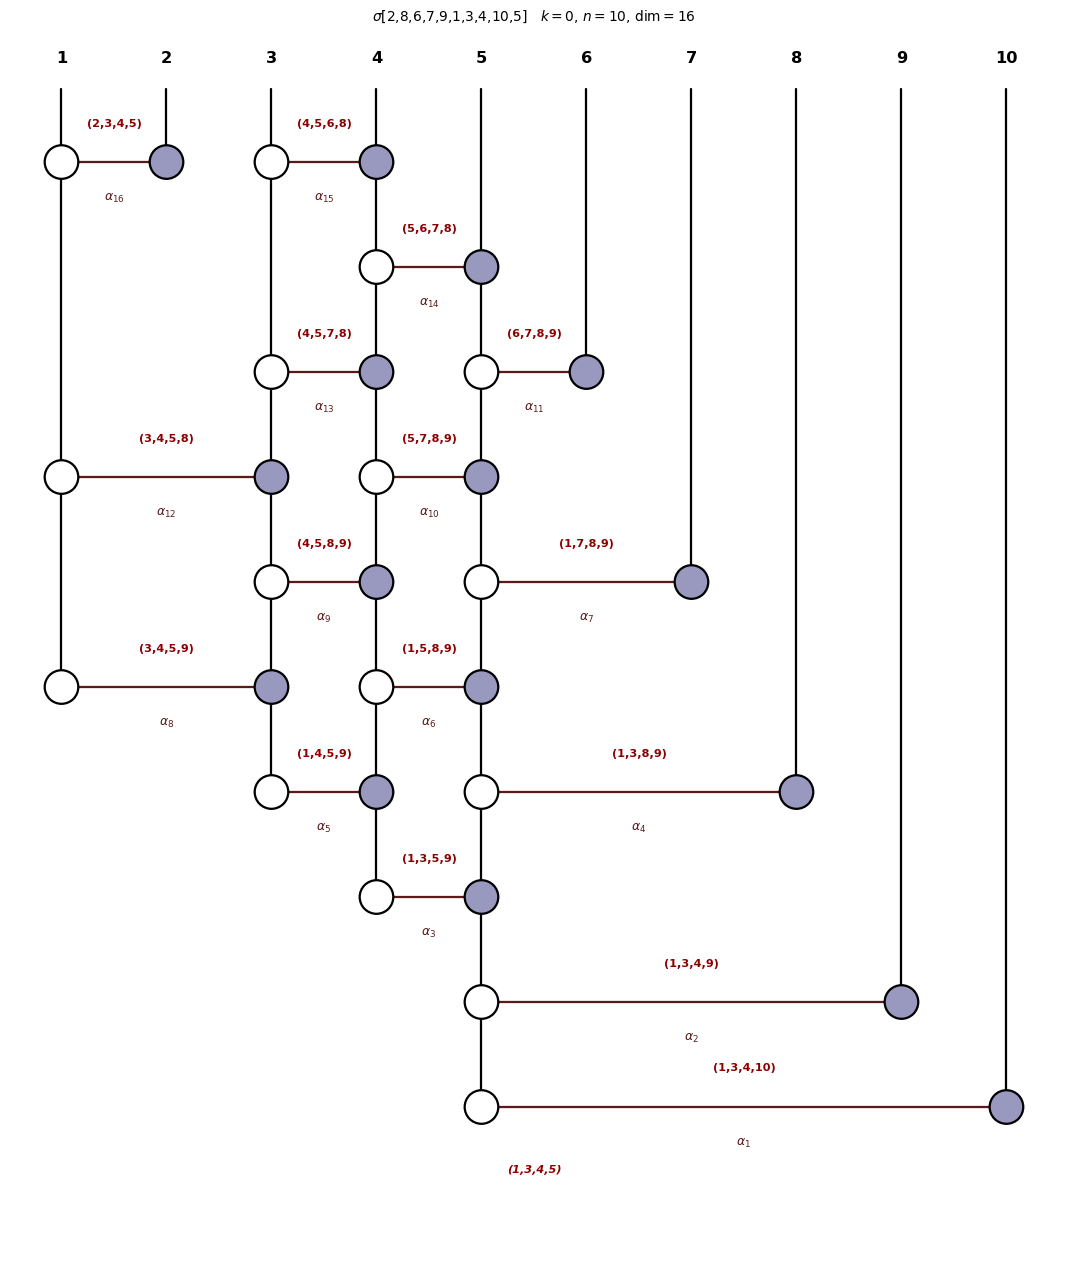 σ[2,8,6,7,9,1,3,4,10,5] k=0, n=10, dim=16
1 2 3 4 5 6 7 8 9 10
(2,3,4,5) (4,5,6,8)
α₁₆ α₁₅
(5,6,7,8)
α₁₄
(4,5,7,8) (6,7,8,9)
α₁₃ α₁₁
(3,4,5,8) (5,7,8,9)
α₁₂ α₁₀
(4,5,8,9) (1,7,8,9)
α₉ α₇
(3,4,5,9) (1,5,8,9)
α₈ α₆
(1,4,5,9) (1,3,8,9)
α₅ α₄
(1,3,5,9)
α₃
(1,3,4,9)
α₂
(1,3,4,10)
α₁
(1,3,4,5)